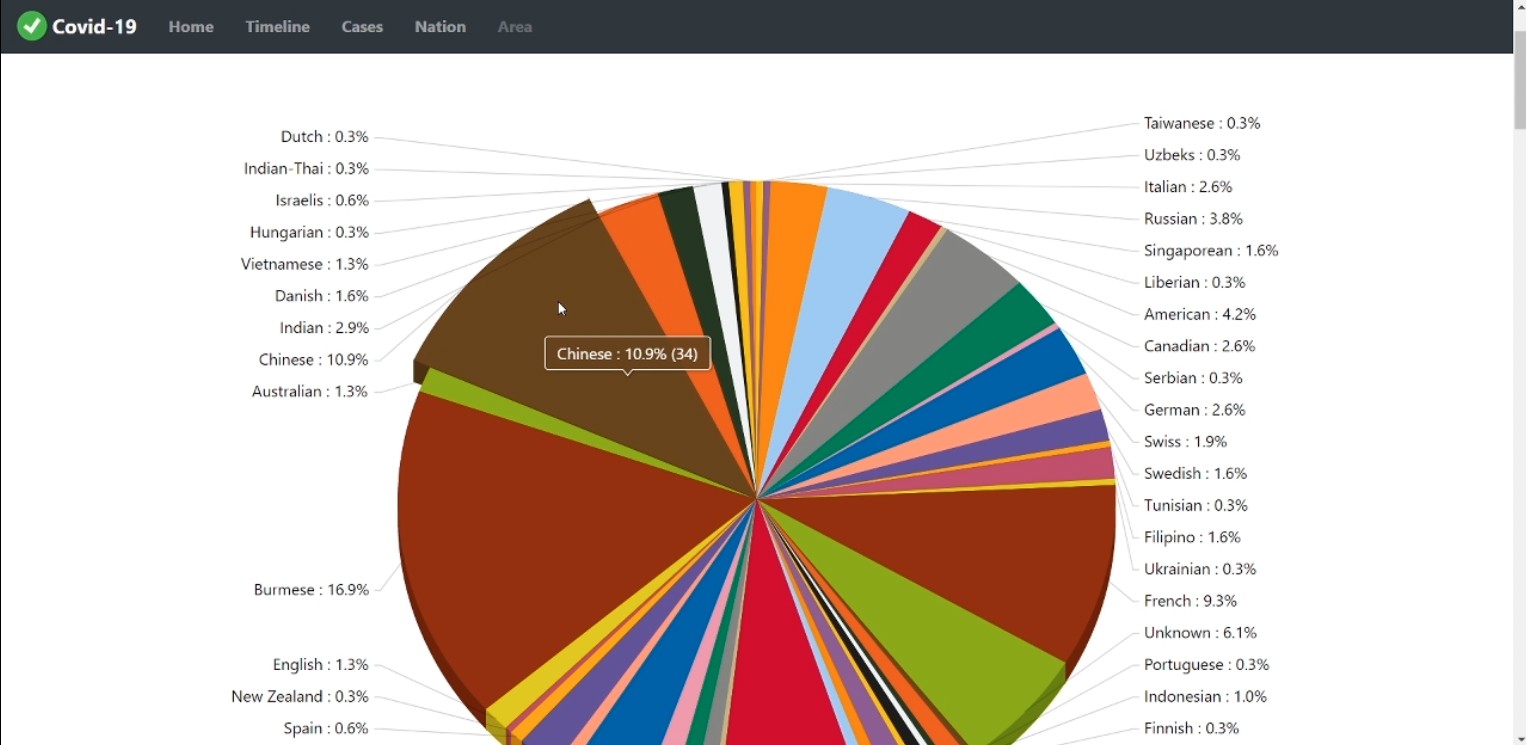 Covid-19 Home Timeline Cases Nation Area
Dutch : 0.3%
Indian-Thai : 0.3%
Israelis : 0.6%
Hungarian : 0.3%
Vietnamese : 1.3%
Danish : 1.6%
Indian : 2.9%
Chinese : 10.9%
Australian : 1.3%
Burmese : 16.9%
English : 1.3%
New Zealand : 0.3%
Spain : 0.6%
Chinese : 10.9% (34)
Taiwanese : 0.3%
Uzbeks : 0.3%
Italian : 2.6%
Russian : 3.8%
Singaporean : 1.6%
Liberian : 0.3%
American : 4.2%
Canadian : 2.6%
Serbian : 0.3%
German : 2.6%
Swiss : 1.9%
Swedish : 1.6%
Tunisian : 0.3%
Filipino : 1.6%
Ukrainian : 0.3%
French : 9.3%
Unknown : 6.1%
Portuguese : 0.3%
Indonesian : 1.0%
Finnish : 0.3%